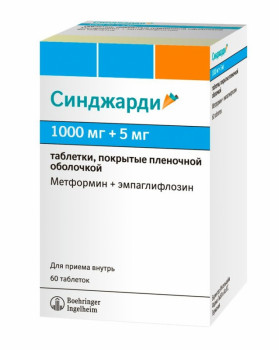 Синджарди
1000 мг + 5 мг
таблетки, покрытые пленочной
оболочкой
Метформин + эмпаглифлозин
Для приема внутрь
60 таблеток
Boehringer
Ingelheim